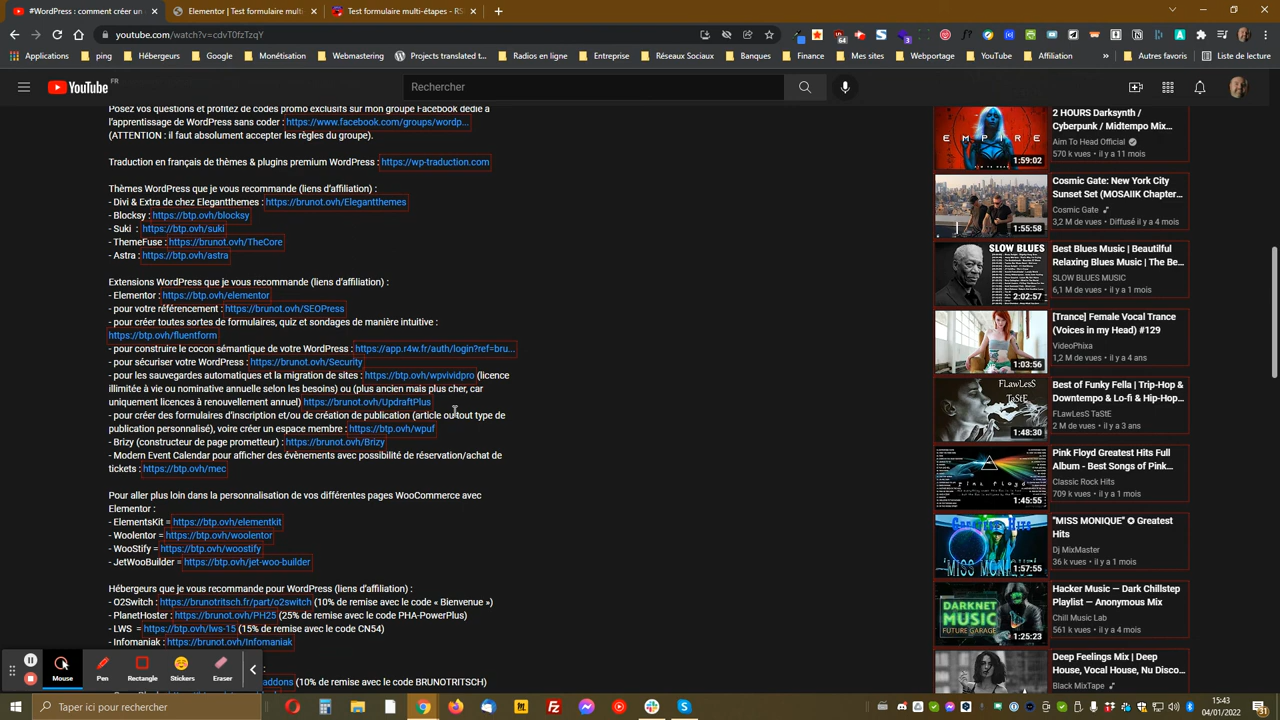 #WordPress : comment créer un
Elementor | Test formulaire multi
Test formulaire multi-étapes - RS
youtube.com/watch?v=cdvT0fzTzqY
Applications
ping
Hébergeurs
Google
Monétisation
Webmastering
Projects translated t...
Radios en ligne
Entreprise
Réseaux Sociaux
Banques
Finance
Mes sites
Webportage
YouTube
Affiliation
»
Autres favoris
Liste de lecture
YouTube FR
Rechercher
Posez vos questions et profitez de codes promo exclusifs sur mon groupe Facebook dédié à
l'apprentissage de WordPress sans coder : https://www.facebook.com/groups/wordp...
(ATTENTION : il faut absolument accepter les règles du groupe).
Traduction en français de thèmes & plugins premium WordPress : https://wp-traduction.com
Thèmes WordPress que je vous recommande (liens d'affiliation) :
- Divi & Extra de chez Elegantthemes : https://brunot.ovh/Elegantthemes
- Blocksy : https://btp.ovh/blocksy
- Suki : https://btp.ovh/suki
- ThemeFuse : https://brunot.ovh/TheCore
- Astra : https://btp.ovh/astra
Extensions WordPress que je vous recommande (liens d'affiliation) :
- Elementor : https://btp.ovh/elementor
- pour votre référencement : https://brunot.ovh/SEOPress
- pour créer toutes sortes de formulaires, quiz et sondages de manière intuitive :
https://btp.ovh/fluentform
- pour construire le cocon sémantique de votre WordPress : https://app.r4w.fr/auth/login?ref=bru...
- pour sécuriser votre WordPress : https://brunot.ovh/Security
- pour les sauvegardes automatiques et la migration de sites : https://btp.ovh/wpvividpro (licence
illimitée à vie ou nominative annuelle selon les besoins) ou (plus ancien mais plus cher, car
uniquement licences à renouvellement annuel) https://brunot.ovh/UpdraftPlus
- pour créer des formulaires d'inscription et/ou de création de publication (article ou tout type de
publication personnalisé), voire créer un espace membre : https://btp.ovh/wpuf
- Brizy (constructeur de page prometteur) : https://brunot.ovh/Brizy
- Modern Event Calendar pour afficher des évènements avec possibilité de réservation/achat de
tickets : https://btp.ovh/mec
Pour aller plus loin dans la personnalisation des différentes pages WooCommerce avec
Elementor :
- ElementsKit = https://btp.ovh/elementkit
- Woolentor = https://btp.ovh/woolentor
- WooStify = https://btp.ovh/woostify
- JetWooBuilder = https://btp.ovh/jet-woo-builder
Hébergeurs que je vous recommande pour WordPress (liens d'affiliation) :
- O2Switch : https://brunotritsch.fr/part/o2switch (10% de remise avec le code « Bienvenue »)
- PlanetHoster : https://brunot.ovh/PH25 (25% de remise avec le code PHA-PowerPlus)
- LWS = https://btp.ovh/lws-15 (15% de remise avec le code CN54)
- Infomaniak : https://brunot.ovh/Infomaniak
addons (10% de remise avec le code BRUNOTRITSCH)
EMPIRE
1:59:02
2 HOURS Darksynth /
Cyberpunk / Midtempo Mix...
Aim To Head Official
570 k vues • il y a 11 mois
1:55:58
Cosmic Gate: New York City
Sunset Set (MOSAIIK Chapter...
Cosmic Gate
3,2 M de vues • Diffusé il y a 4 mois
SLOW BLUES
2:02:57
Best Blues Music | Beautilful
Relaxing Blues Music | The Be...
SLOW BLUES MUSIC
6,1 M de vues • il y a 1 mois
1:03:56
[Trance] Female Vocal Trance
(Voices in my Head) #129
VideoPhixa
1,2 M de vues • il y a 4 ans
FLawLesS
TaStE
1:48:30
Best of Funky Fella | Trip-Hop &
Downtempo & Lo-fi & Hip-Hop...
FLawLesS TaStE
2 M de vues • il y a 3 ans
1:45:55
Pink Floyd Greatest Hits Full
Album - Best Songs of Pink...
Classic Rock Hits
709 k vues • il y a 1 mois
Greatest Hits
MISS MONI
1:57:55
"MISS MONIQUE" ✪ Greatest
Hits
Dj MixMaster
36 k vues • il y a 1 mois
DARKNET
MUSIC
FUTURE GARAGE
1:25:23
Hacker Music — Dark Chillstep
Playlist — Anonymous Mix
Chill Music Lab
561 k vues • il y a 4 mois
Deep Feelings Mix | Deep
House, Vocal House, Nu Disco...
Black MixTape
Mouse
Pen
Rectangle
Stickers
Eraser
Taper ici pour rechercher
15:43
04/01/2022